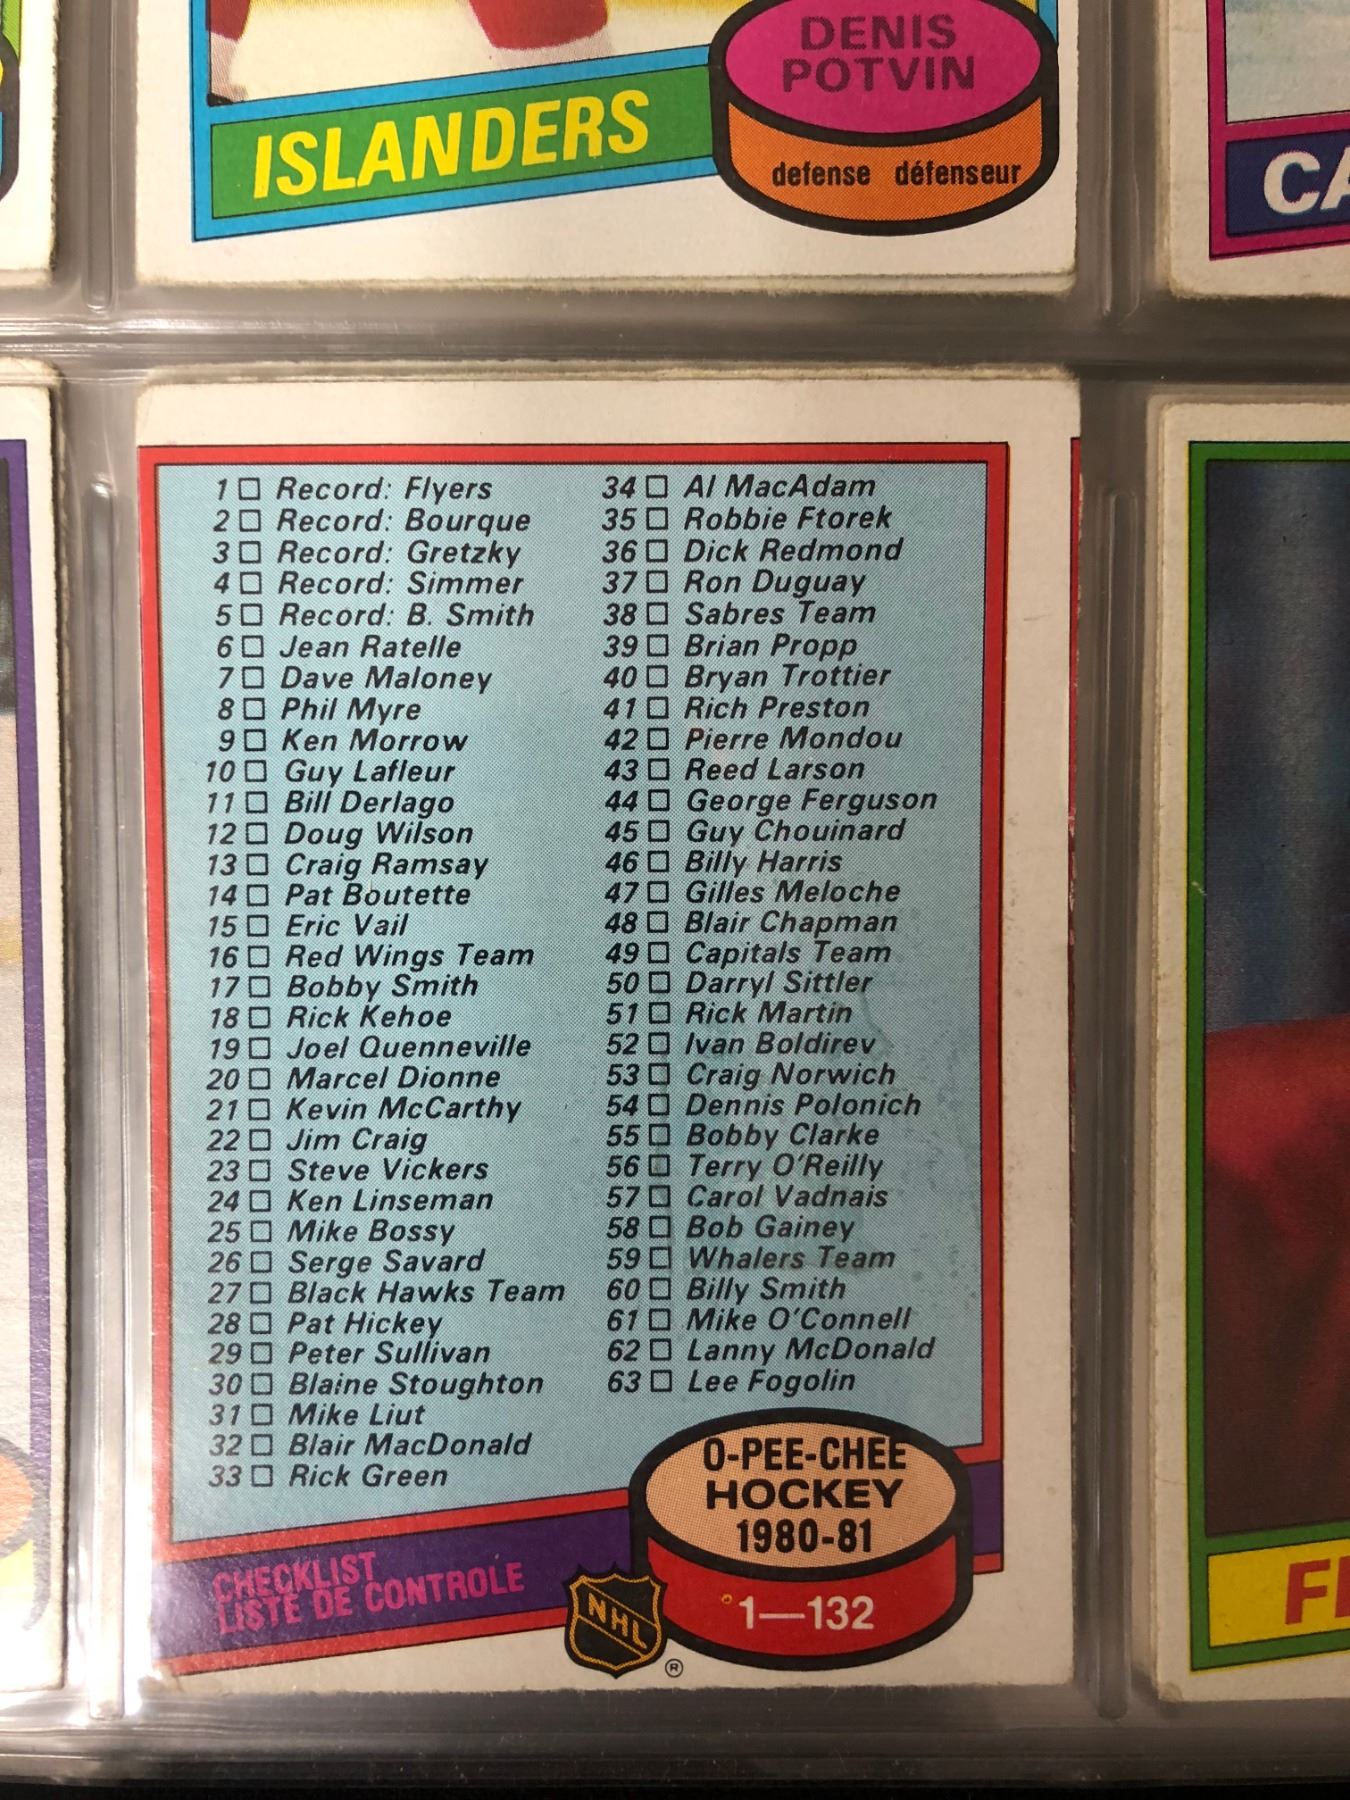 DENIS
POTVIN
ISLANDERS
defense défenseur
CA
1 Record: Flyers
2 Record: Bourque
3 Record: Gretzky
4 Record: Simmer
5 Record: B. Smith
6 Jean Ratelle
7 Dave Maloney
8 Phil Myre
9 Ken Morrow
10 Guy Lafleur
11 Bill Derlago
12 Doug Wilson
13 Craig Ramsay
14 Pat Boutette
15 Eric Vail
16 Red Wings Team
17 Bobby Smith
18 Rick Kehoe
19 Joel Quenneville
20 Marcel Dionne
21 Kevin McCarthy
22 Jim Craig
23 Steve Vickers
24 Ken Linseman
25 Mike Bossy
26 Serge Savard
27 Black Hawks Team
28 Pat Hickey
29 Peter Sullivan
30 Blaine Stoughton
31 Mike Liut
32 Blair MacDonald
33 Rick Green
34 Al MacAdam
35 Robbie Ftorek
36 Dick Redmond
37 Ron Duguay
38 Sabres Team
39 Brian Propp
40 Bryan Trottier
41 Rich Preston
42 Pierre Mondou
43 Reed Larson
44 George Ferguson
45 Guy Chouinard
46 Billy Harris
47 Gilles Meloche
48 Blair Chapman
49 Capitals Team
50 Darryl Sittler
51 Rick Martin
52 Ivan Boldirev
53 Craig Norwich
54 Dennis Polonich
55 Bobby Clarke
56 Terry O'Reilly
57 Carol Vadnais
58 Bob Gainey
59 Whalers Team
60 Billy Smith
61 Mike O'Connell
62 Lanny McDonald
63 Lee Fogolin
O-PEE-CHEE
HOCKEY
1980-81
1—132
CHECKLIST
LISTE DE CONTROLE
NHL
®